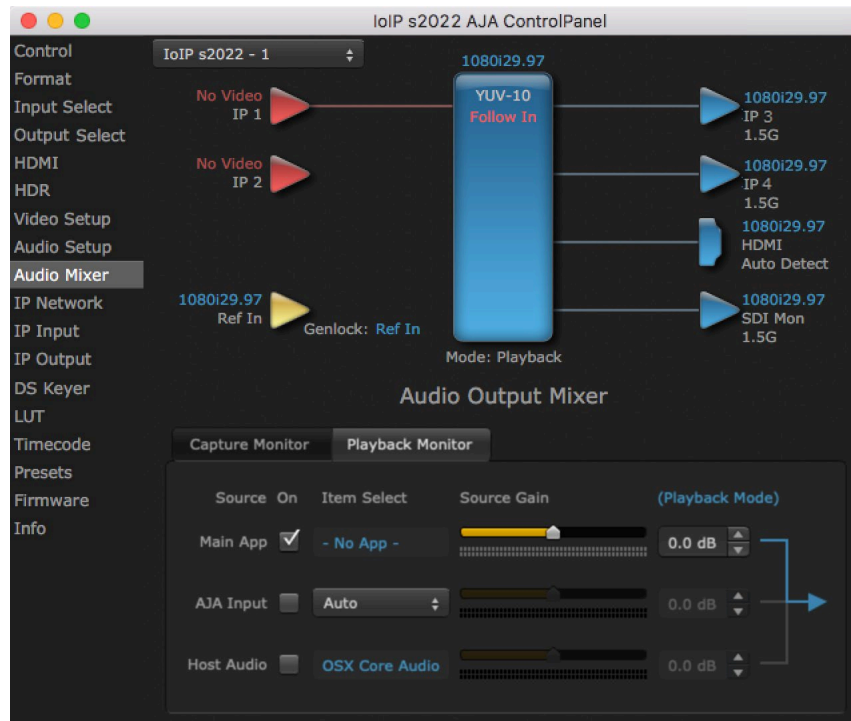 IoIP s2022 AJA ControlPanel
Control
Format
Input Select
Output Select
HDMI
HDR
Video Setup
Audio Setup
Audio Mixer
IP Network
IP Input
IP Output
DS Keyer
LUT
Timecode
Presets
Firmware
Info
IoIP s2022 - 1
1080i29.97
YUV-10
Follow In
No Video
IP 1
No Video
IP 2
1080i29.97
Ref In
Genlock: Ref In
Mode: Playback
1080i29.97
IP 3
1.5G
1080i29.97
IP 4
1.5G
1080i29.97
HDMI
Auto Detect
1080i29.97
SDI Mon
1.5G
Audio Output Mixer
Capture Monitor Playback Monitor
Source On Item Select Source Gain (Playback Mode)
Main App - No App - 0.0 dB
AJA Input Auto 0.0 dB
Host Audio OSX Core Audio 0.0 dB